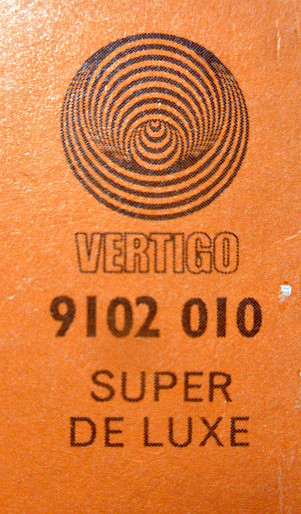 VERTIGO
9102 010
SUPER
DE LUXE